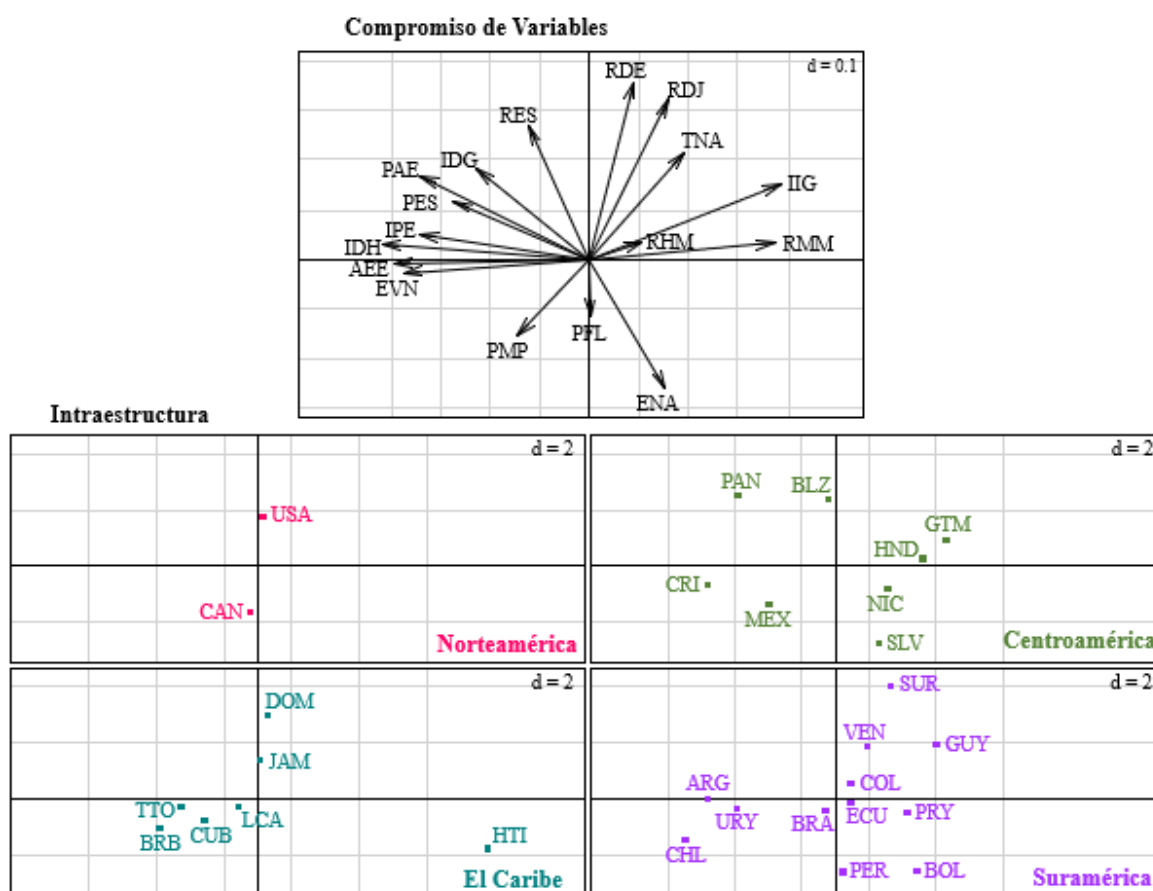 Compromiso de Variables
d = 0.1
RDE
RDJ
RES
TNA
IDG
PAE
IIG
PES
IPE
RHM
RMM
IDH
AEE
EVN
PFL
PMP
ENA
Intraestructura
d = 2
USA
CAN
Norteamérica
d = 2
PAN
BLZ
GTM
HND
CRI
NIC
MEX
SLV
Centroamérica
d = 2
DOM
JAM
TTO
LCA
CUB
BRB
HTI
El Caribe
d = 2
SUR
VEN
GUY
ARG
COL
URY
BRA
ECU
PRY
CHL
PER
BOL
Suramérica